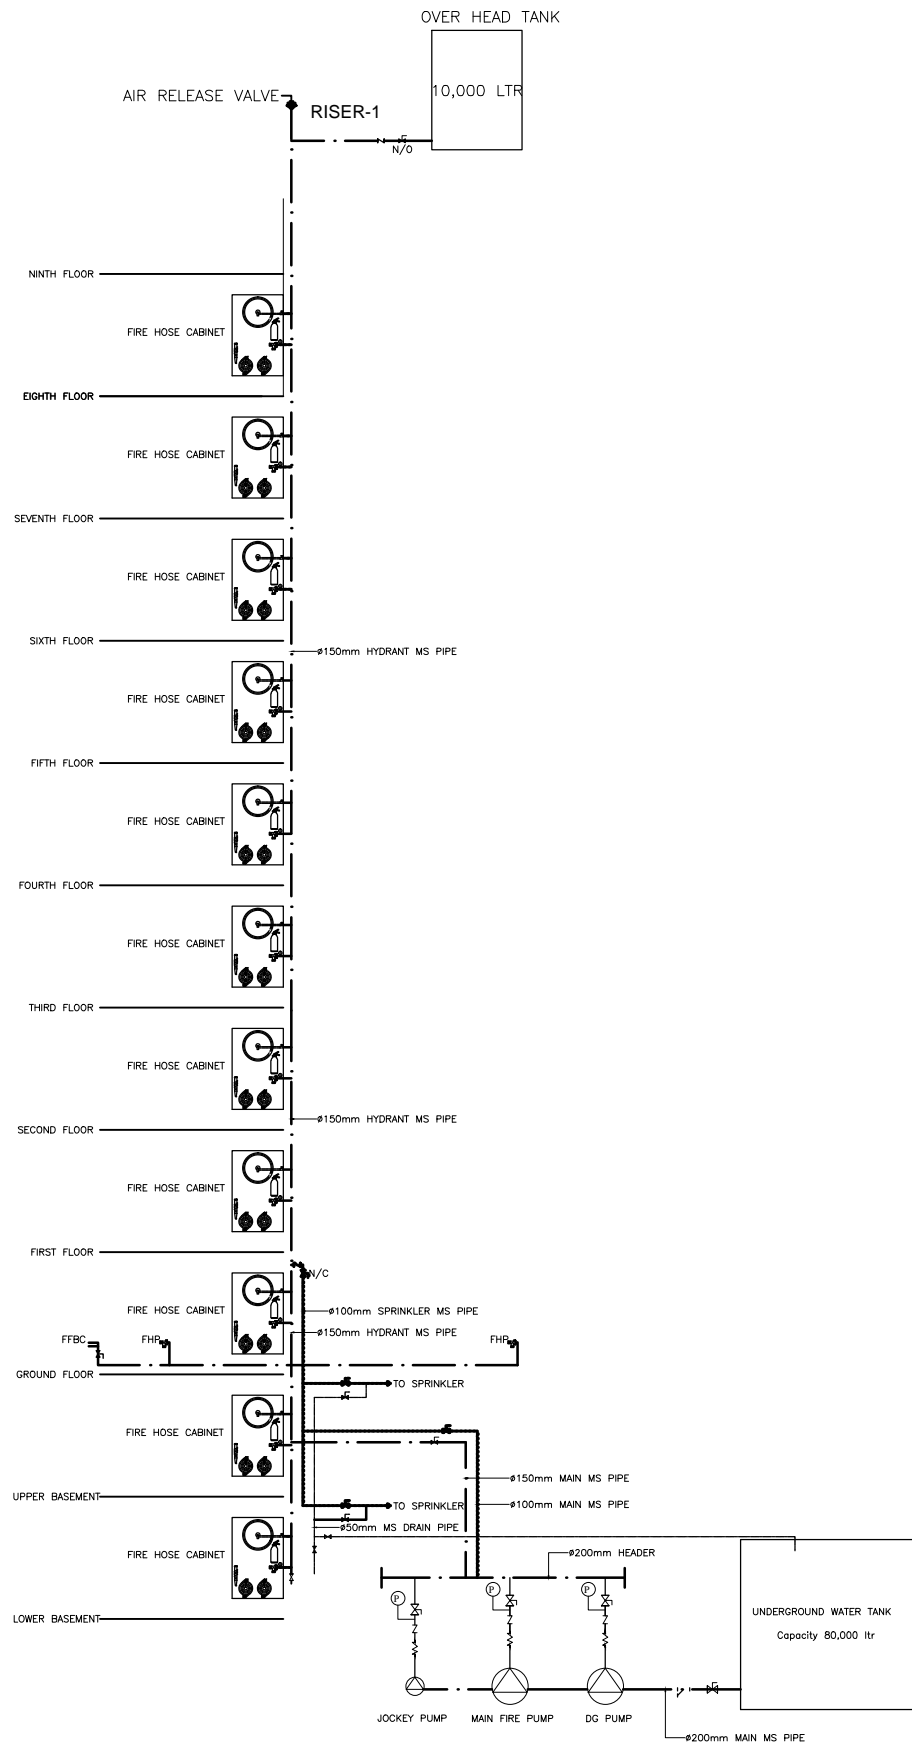 OVER HEAD TANK
10,000 LTR
AIR RELEASE VALVE
RISER-1
N/O
NINTH FLOOR
FIRE HOSE CABINET
EIGHTH FLOOR
FIRE HOSE CABINET
SEVENTH FLOOR
FIRE HOSE CABINET
SIXTH FLOOR
ø150mm HYDRANT MS PIPE
FIRE HOSE CABINET
FIFTH FLOOR
FIRE HOSE CABINET
FOURTH FLOOR
FIRE HOSE CABINET
THIRD FLOOR
FIRE HOSE CABINET
ø150mm HYDRANT MS PIPE
SECOND FLOOR
FIRE HOSE CABINET
FIRST FLOOR
N/C
FIRE HOSE CABINET
ø100mm SPRINKLER MS PIPE
ø150mm HYDRANT MS PIPE
FFBC
FHP
FHP
GROUND FLOOR
TO SPRINKLER
FIRE HOSE CABINET
ø150mm MAIN MS PIPE
UPPER BASEMENT
ø100mm MAIN MS PIPE
TO SPRINKLER
ø50mm MS DRAIN PIPE
FIRE HOSE CABINET
ø200mm HEADER
P
P
P
LOWER BASEMENT
UNDERGROUND WATER TANK
Capacity 80,000 ltr
JOCKEY PUMP
MAIN FIRE PUMP
DG PUMP
ø200mm MAIN MS PIPE